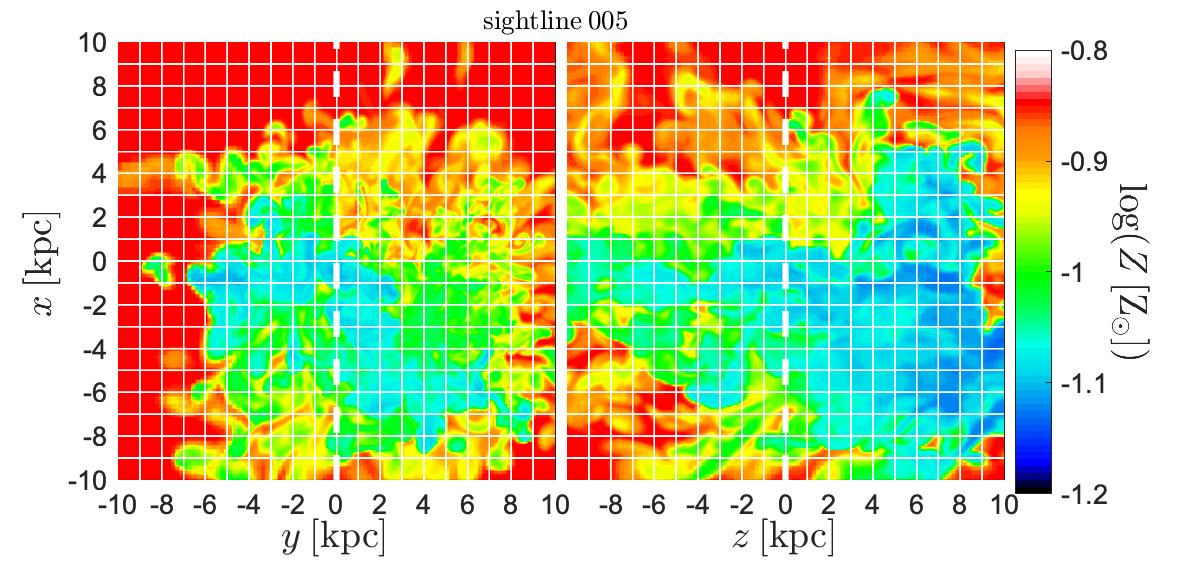 sightline 005
10
8
6
4
2
0
-2
-4
-6
-8
-10
x [kpc]
-10 -8 -6 -4 -2 0 2 4 6 8 10
y [kpc]
-8 -6 -4 -2 0 2 4 6 8 10
z [kpc]
-0.8
-0.9
-1
-1.1
-1.2
log(Z [Z⊙])